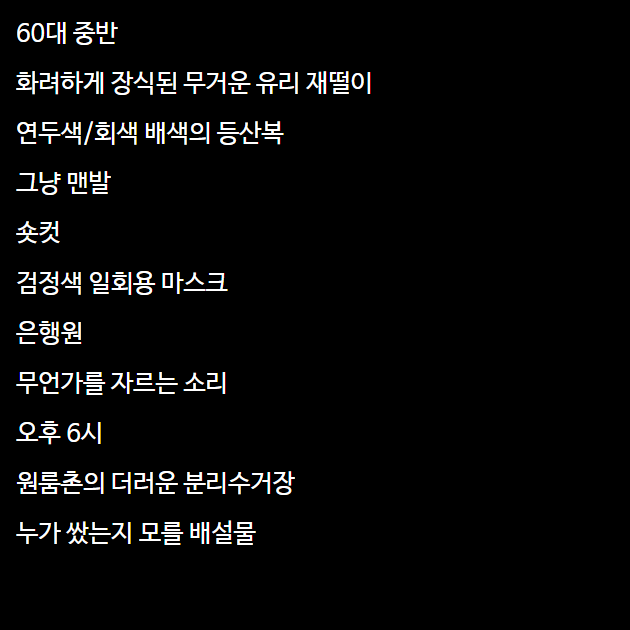 60대 중반
화려하게 장식된 무거운 유리 재떨이
연두색/회색 배색의 등산복
그냥 맨발
숏컷
검정색 일회용 마스크
은행원
무언가를 자르는 소리
오후 6시
원룸촌의 더러운 분리수거장
누가 쌌는지 모를 배설물